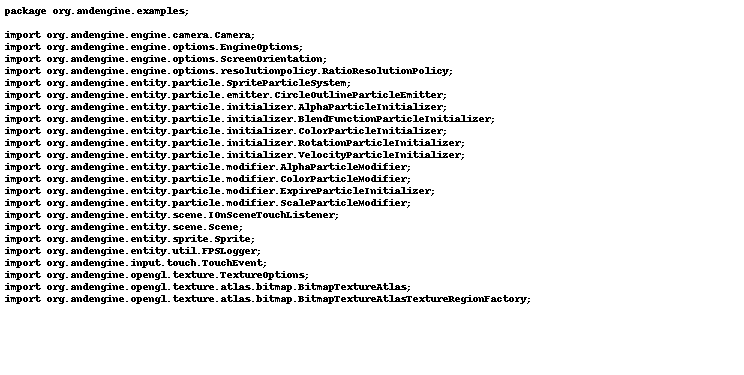 package org.andengine.examples;
import org.andengine.engine.camera.Camera;
import org.andengine.engine.options.EngineOptions;
import org.andengine.engine.options.ScreenOrientation;
import org.andengine.engine.options.resolutionpolicy.RatioResolutionPolicy;
import org.andengine.entity.particle.SpriteParticleSystem;
import org.andengine.entity.particle.emitter.CircleOutlineParticleEmitter;
import org.andengine.entity.particle.initializer.AlphaParticleInitializer;
import org.andengine.entity.particle.initializer.BlendFunctionParticleInitializer;
import org.andengine.entity.particle.initializer.ColorParticleInitializer;
import org.andengine.entity.particle.initializer.RotationParticleInitializer;
import org.andengine.entity.particle.initializer.VelocityParticleInitializer;
import org.andengine.entity.particle.modifier.AlphaParticleModifier;
import org.andengine.entity.particle.modifier.ColorParticleModifier;
import org.andengine.entity.particle.modifier.ExpireParticleInitializer;
import org.andengine.entity.particle.modifier.ScaleParticleModifier;
import org.andengine.entity.scene.IOnSceneTouchListener;
import org.andengine.entity.scene.Scene;
import org.andengine.entity.sprite.Sprite;
import org.andengine.entity.util.FPSLogger;
import org.andengine.input.touch.TouchEvent;
import org.andengine.opengl.texture.TextureOptions;
import org.andengine.opengl.texture.atlas.bitmap.BitmapTextureAtlas;
import org.andengine.opengl.texture.atlas.bitmap.BitmapTextureAtlasTextureRegionFactory;